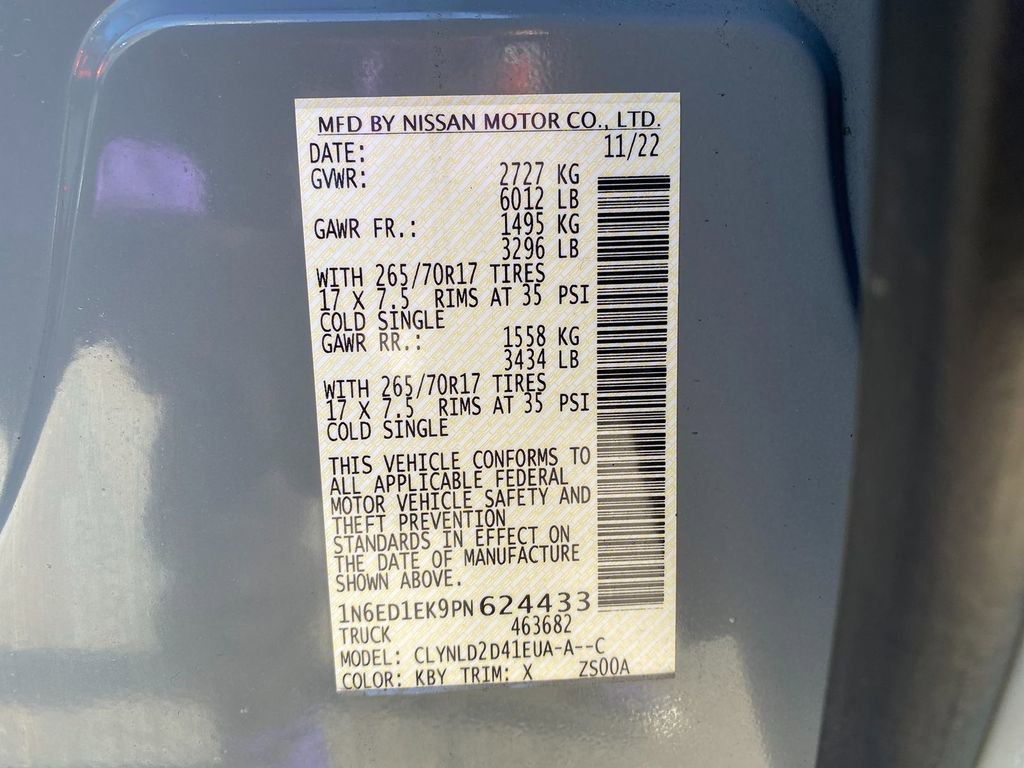 MFD BY NISSAN MOTOR CO., LTD.
DATE: 11/22
GVWR: 2727 KG
6012 LB
GAWR FR.: 1495 KG
3296 LB
WITH 265/70R17 TIRES
17 X 7.5 RIMS AT 35 PSI
COLD SINGLE
GAWR RR.: 1558 KG
3434 LB
WITH 265/70R17 TIRES
17 X 7.5 RIMS AT 35 PSI
COLD SINGLE
THIS VEHICLE CONFORMS TO
ALL APPLICABLE FEDERAL
MOTOR VEHICLE SAFETY AND
THEFT PREVENTION
STANDARDS IN EFFECT ON
THE DATE OF MANUFACTURE
SHOWN ABOVE.
1N6ED1EK9PN624433
TRUCK 463682
MODEL: CLYNLD2D41EUA-A--C
COLOR: KBY TRIM: X ZS00A